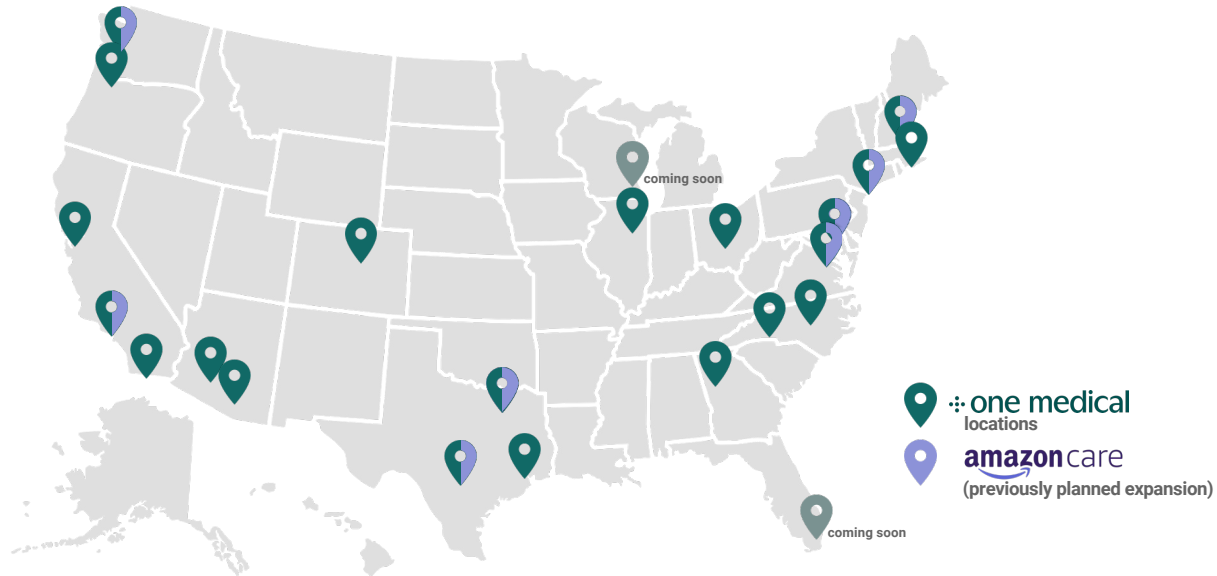 coming soon
one medical
locations
amazon care
(previously planned expansion)
coming soon